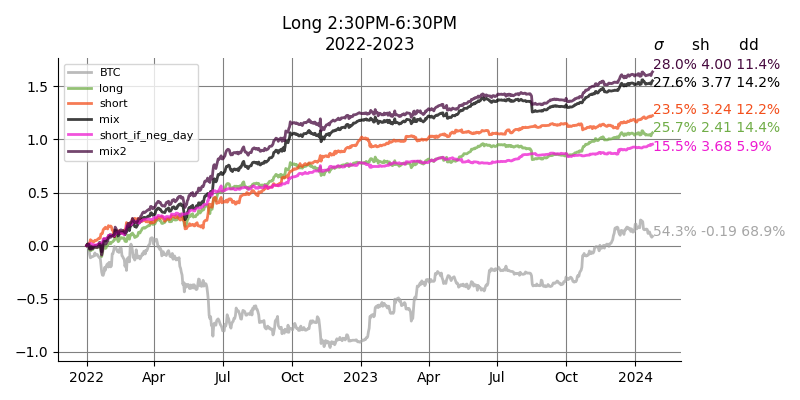 Long 2:30PM-6:30PM
2022-2023
σ sh dd
28.0% 4.00 11.4%
27.6% 3.77 14.2%
23.5% 3.24 12.2%
25.7% 2.41 14.4%
15.5% 3.68 5.9%
54.3% -0.19 68.9%
BTC
long
short
mix
short_if_neg_day
mix2
1.5
1.0
0.5
0.0
−0.5
−1.0
2022 Apr Jul Oct 2023 Apr Jul Oct 2024